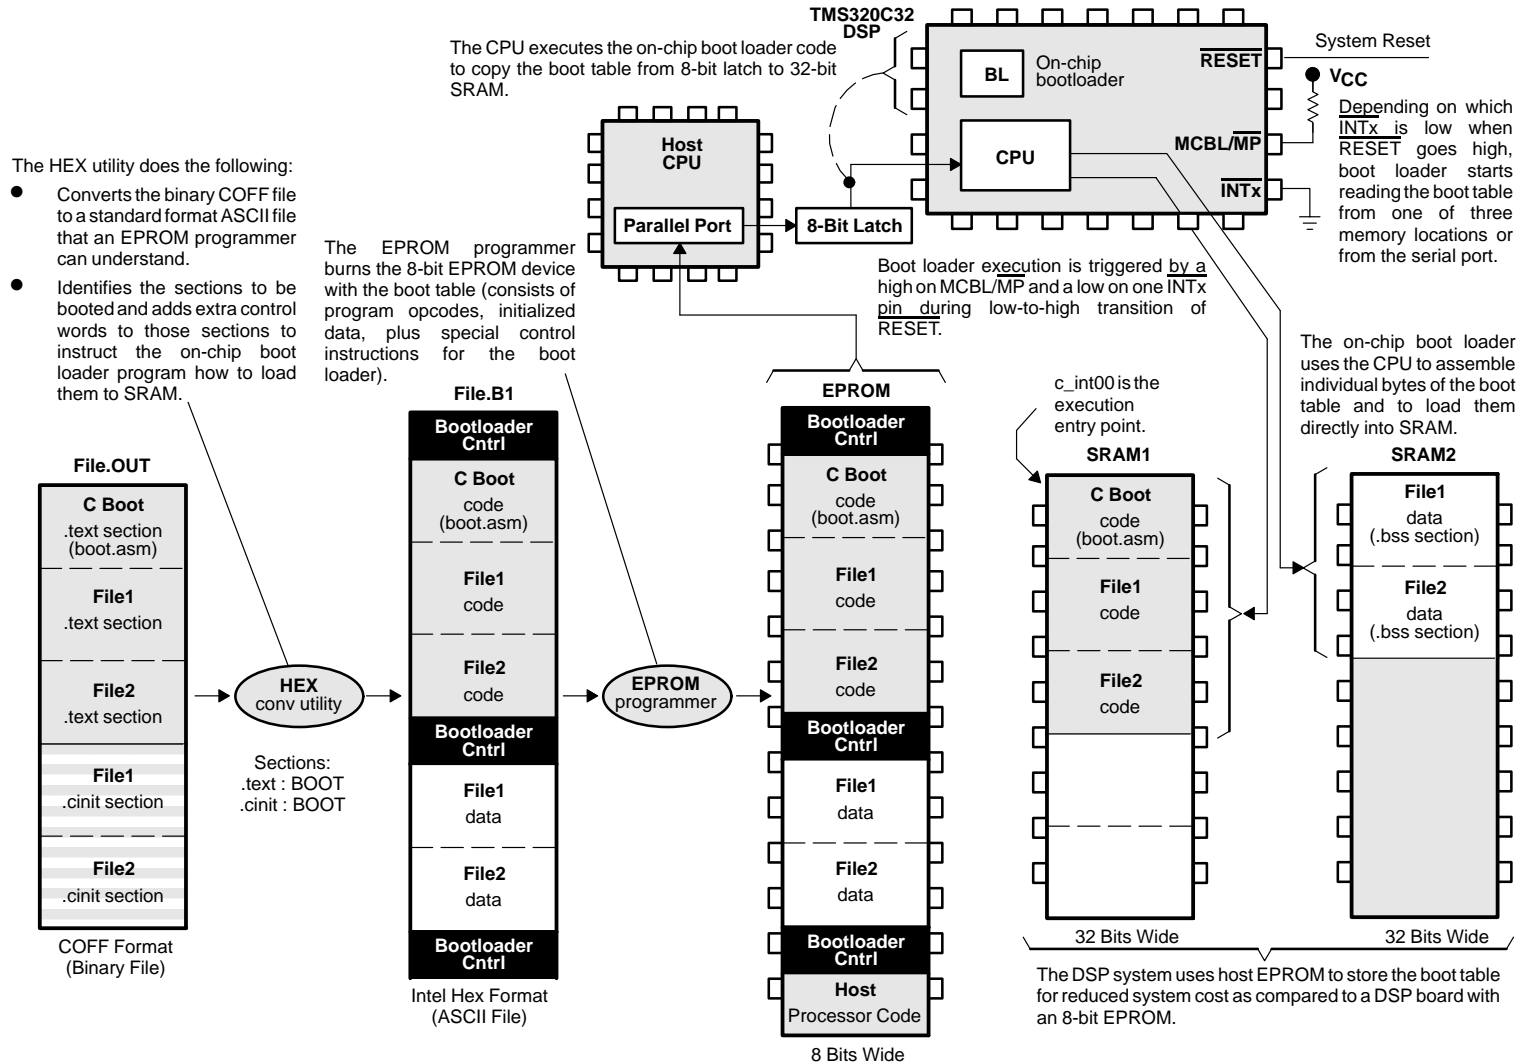 TMS320C32
DSP
The CPU executes the on-chip boot loader code
to copy the boot table from 8-bit latch to 32-bit
SRAM.
BL
On-chip
bootloader
CPU
RESET
MCBL/MP
INTx
System Reset
VCC
Depending on which
INTx is low when
RESET goes high,
boot loader starts
reading the boot table
from one of three
memory locations or
from the serial port.
Host
CPU
Parallel Port
8-Bit Latch
Boot loader execution is triggered by a
high on MCBL/MP and a low on one INTx
pin during low-to-high transition of
RESET.
The HEX utility does the following:
● Converts the binary COFF file
to a standard format ASCII file
that an EPROM programmer
can understand.
● Identifies the sections to be
booted and adds extra control
words to those sections to
instruct the on-chip boot
loader program how to load
them to SRAM.
The EPROM programmer
burns the 8-bit EPROM device
with the boot table (consists of
program opcodes, initialized
data, plus special control
instructions for the boot
loader).
The on-chip boot loader
uses the CPU to assemble
individual bytes of the boot
table and to load them
directly into SRAM.
c_int00 is the
execution
entry point.
File.OUT
C Boot
.text section
(boot.asm)
File1
.text section
File2
.text section
File1
.cinit section
File2
.cinit section
COFF Format
(Binary File)
HEX
conv utility
Sections:
.text : BOOT
.cinit : BOOT
File.B1
Bootloader
Cntrl
C Boot
code
(boot.asm)
File1
code
File2
code
Bootloader
Cntrl
File1
data
File2
data
Bootloader
Cntrl
Intel Hex Format
(ASCII File)
EPROM
programmer
EPROM
Bootloader
Cntrl
C Boot
code
(boot.asm)
File1
code
File2
code
Bootloader
Cntrl
File1
data
File2
data
Bootloader
Cntrl
Host
Processor Code
8 Bits Wide
SRAM1
C Boot
code
(boot.asm)
File1
code
File2
code
32 Bits Wide
SRAM2
File1
data
(.bss section)
File2
data
(.bss section)
32 Bits Wide
The DSP system uses host EPROM to store the boot table
for reduced system cost as compared to a DSP board with
an 8-bit EPROM.